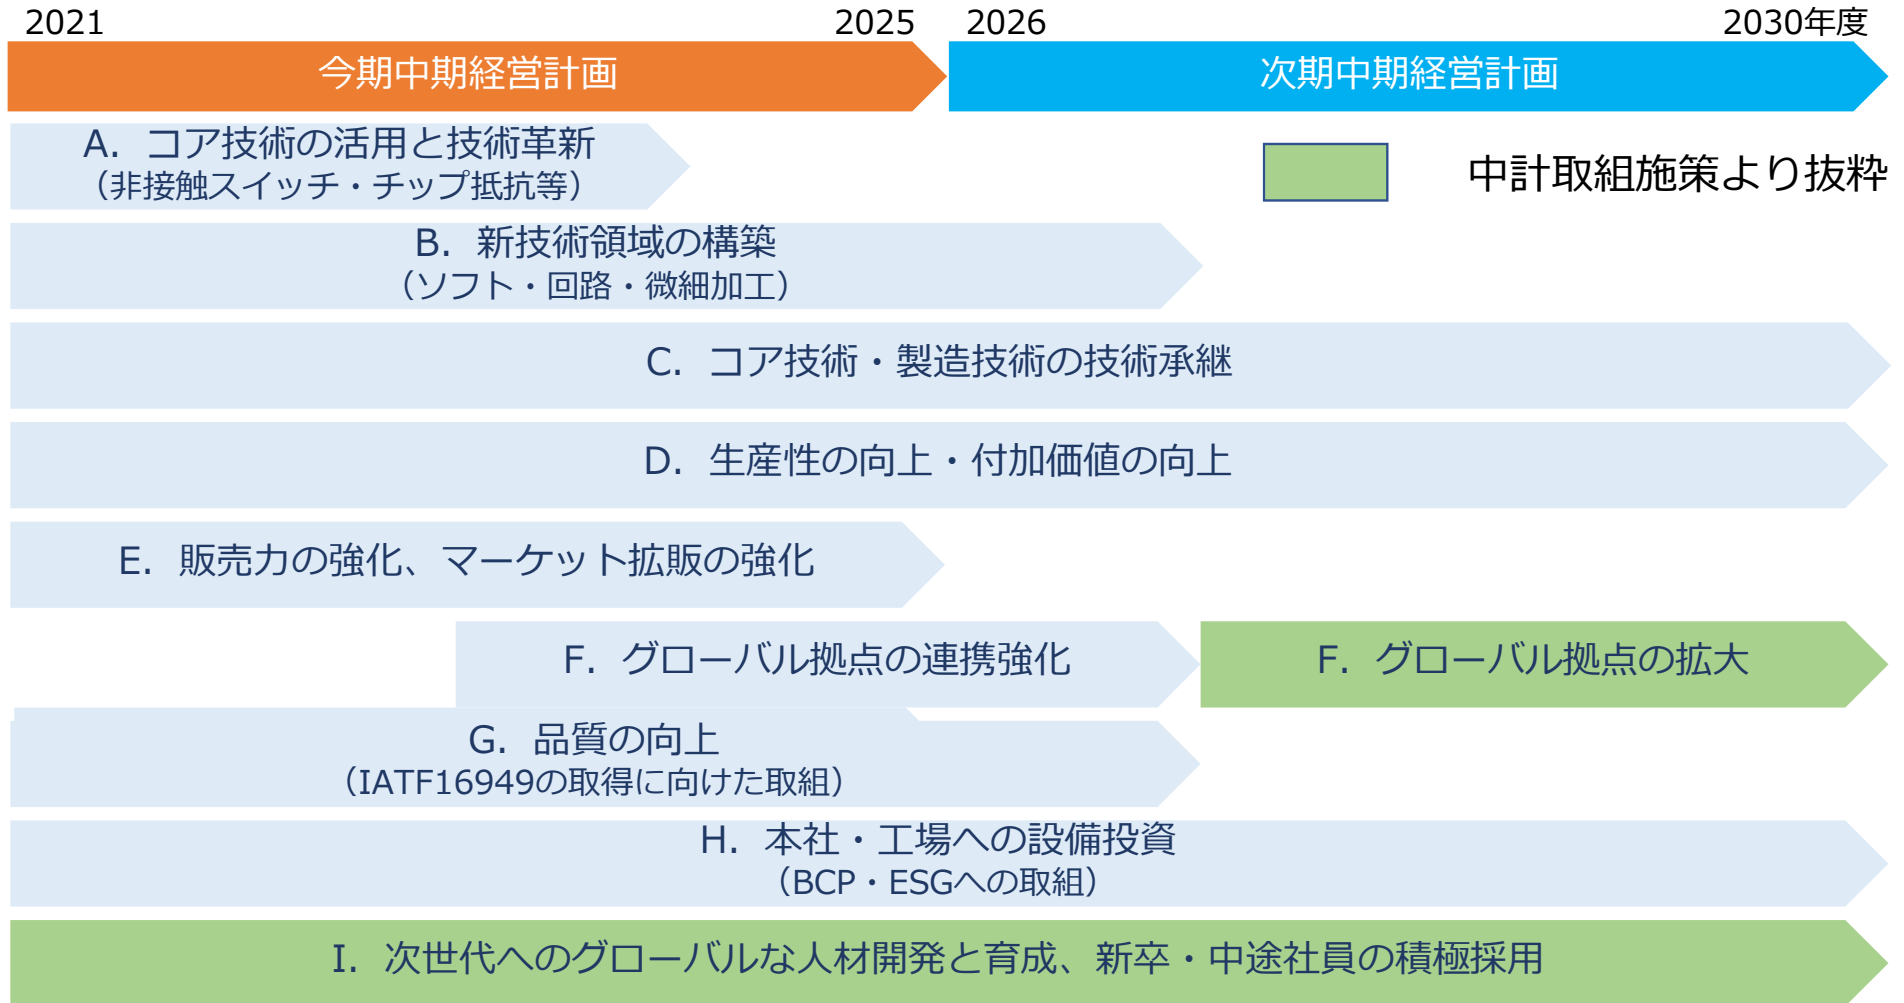 2021
2025
2026
2030年度
今期中期経営計画
次期中期経営計画
A. コア技術の活用と技術革新
（非接触スイッチ・チップ抵抗等）
中計取組施策より抜粋
B. 新技術領域の構築
（ソフト・回路・微細加工）
C. コア技術・製造技術の技術承継
D. 生産性の向上・付加価値の向上
E. 販売力の強化、マーケット拡販の強化
F. グローバル拠点の連携強化
F. グローバル拠点の拡大
G. 品質の向上
（IATF16949の取得に向けた取組）
H. 本社・工場への設備投資
（BCP・ESGへの取組）
I. 次世代へのグローバルな人材開発と育成、新卒・中途社員の積極採用